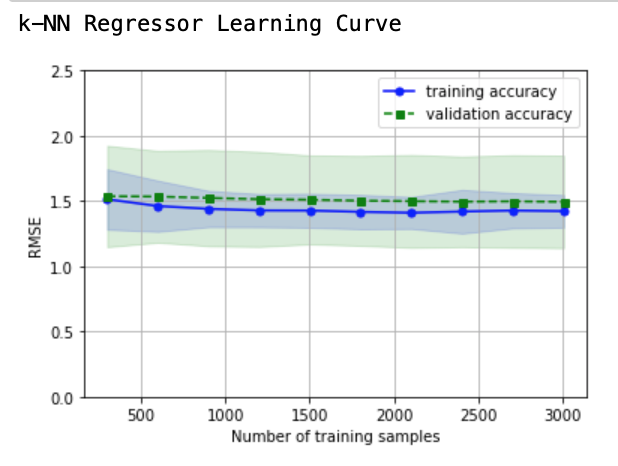 k-NN Regressor Learning Curve
2.5
2.0
1.5
1.0
0.5
0.0
RMSE
training accuracy
validation accuracy
500 1000 1500 2000 2500 3000
Number of training samples